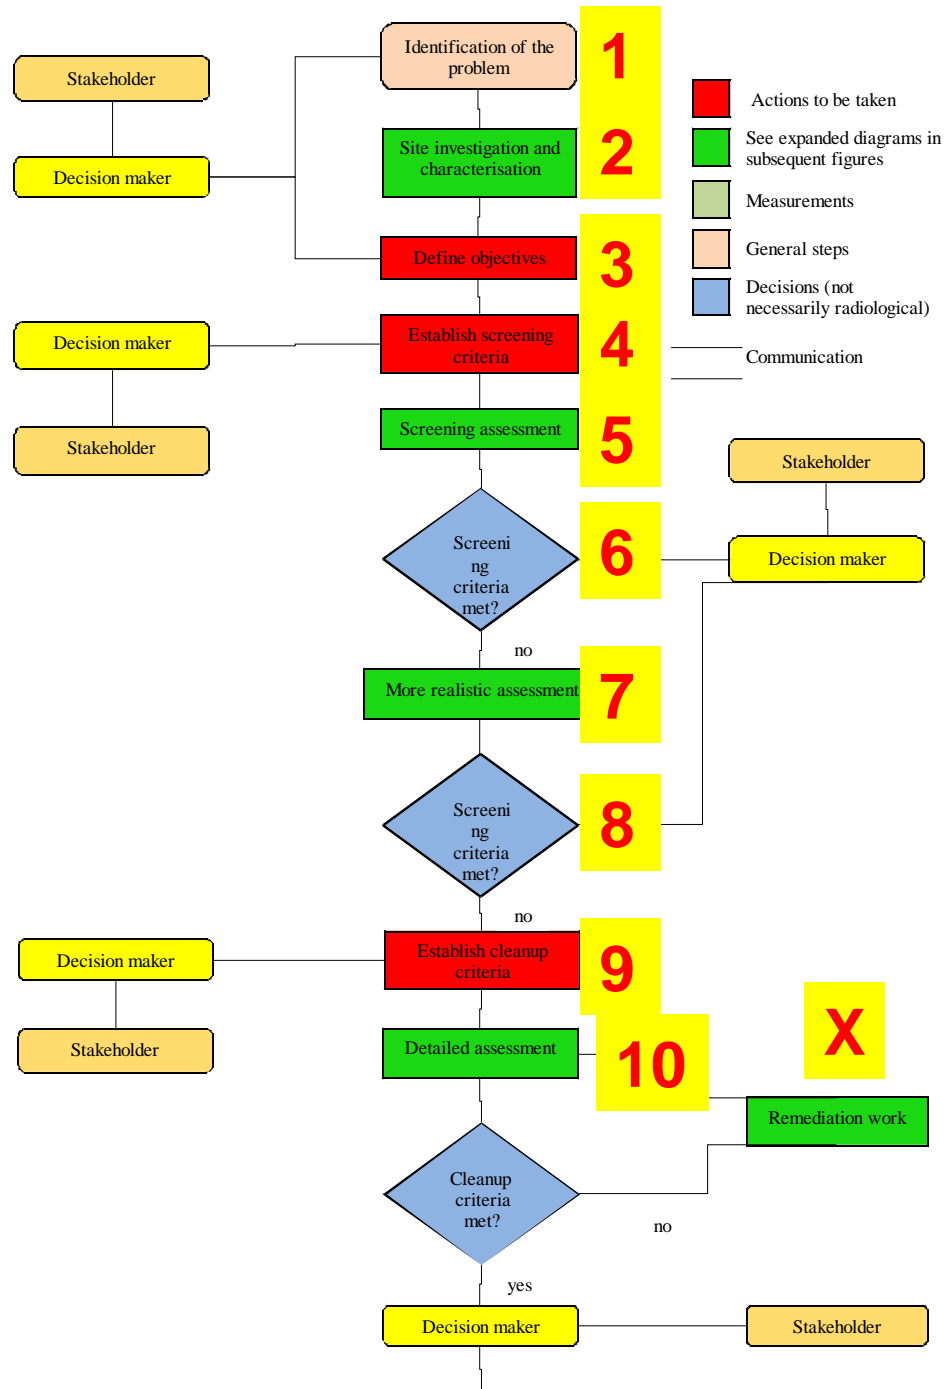 Identification of the
problem
1
Stakeholder
Actions to be taken
Site investigation and
characterisation
2
See expanded diagrams in
subsequent figures
Decision maker
Measurements
Define objectives
3
General steps
Decisions (not
necessarily radiological)
Decision maker
Establish screening
criteria
4
Communication
Stakeholder
Screening assessment
5
Stakeholder
Screeni
ng
criteria
met?
6
Decision maker
no
More realistic assessment
7
Screeni
ng
criteria
met?
8
no
Decision maker
Establish cleanup
criteria
9
Stakeholder
Detailed assessment
10
X
Remediation work
Cleanup
criteria
met?
no
yes
Decision maker
Stakeholder